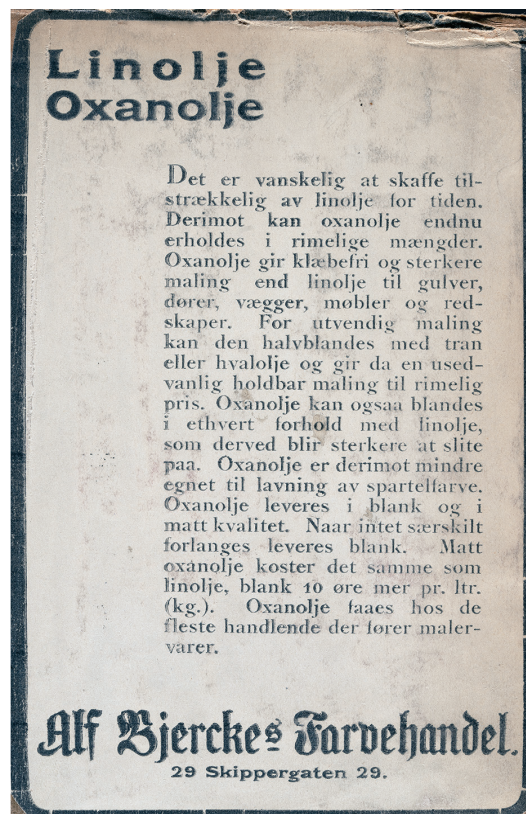 Linolje
Oxanolje
Det er vanskelig at skaffe til-
strækkelig av linolje for tiden.
Derimot kan oxanolje endnu
erholdes i rimelige mængder.
Oxanolje gir klæbefri og sterkere
maling end linolje til gulver,
dører, vægger, møbler og red-
skaper. For utvendig maling
kan den halvblandes med tran
eller hvalolje og gir da en used-
vanlig holdbar maling til rimelig
pris. Oxanolje kan ogsaa blandes
i ethvert forhold med linolje,
som derved blir sterkere at slite
paa. Oxanolje er derimot mindre
egnet til lavning av spartelfarve.
Oxanolje leveres i blank og i
matt kvalitet. Naar intet særskilt
forlanges leveres blank. Matt
oxanolje koster det samme som
linolje, blank 10 øre mer pr. ltr.
(kg.). Oxanolje faaes hos de
fleste handlende der fører maler-
varer.
Alf Bjerckes Farvehandel.
29 Skippergaten 29.